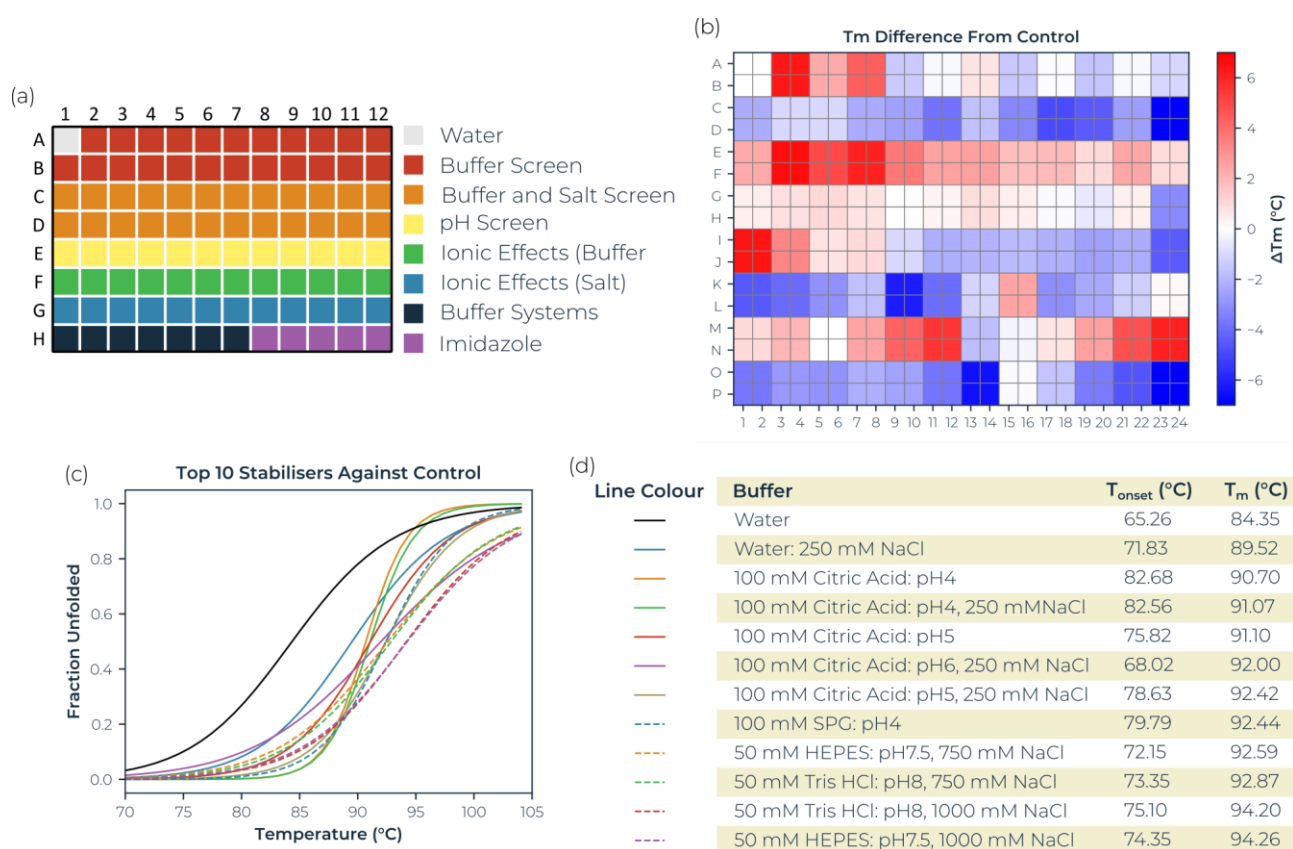 (a)
1 2 3 4 5 6 7 8 9 10 11 12
A
B
C
D
E
F
G
H
Water
Buffer Screen
Buffer and Salt Screen
pH Screen
Ionic Effects (Buffer
Ionic Effects (Salt)
Buffer Systems
Imidazole
(b)
Tm Difference From Control
A
B
C
D
E
F
G
H
I
J
K
L
M
N
O
P
1 2 3 4 5 6 7 8 9 10 11 12 13 14 15 16 17 18 19 20 21 22 23 24
6
4
2
0
−2
−4
−6
ΔTm (°C)
(c)
Top 10 Stabilisers Against Control
Fraction Unfolded
1.0
0.8
0.6
0.4
0.2
0.0
70 75 80 85 90 95 100 105
Temperature (°C)
(d)
Line Colour Buffer Tonset (°C) Tm (°C)
Water 65.26 84.35
Water: 250 mM NaCl 71.83 89.52
100 mM Citric Acid: pH4 82.68 90.70
100 mM Citric Acid: pH4, 250 mMNaCl 82.56 91.07
100 mM Citric Acid: pH5 75.82 91.10
100 mM Citric Acid: pH6, 250 mM NaCl 68.02 92.00
100 mM Citric Acid: pH5, 250 mM NaCl 78.63 92.42
100 mM SPG: pH4 79.79 92.44
50 mM HEPES: pH7.5, 750 mM NaCl 72.15 92.59
50 mM Tris HCl: pH8, 750 mM NaCl 73.35 92.87
50 mM Tris HCl: pH8, 1000 mM NaCl 75.10 94.20
50 mM HEPES: pH7.5, 1000 mM NaCl 74.35 94.26